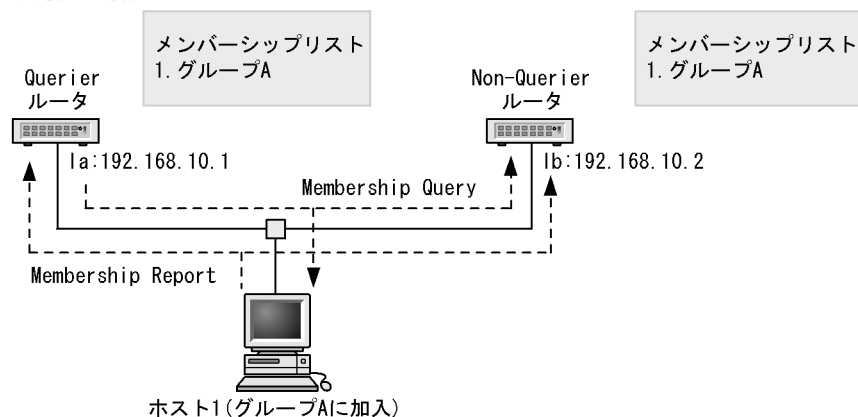 メンバーシップリスト
1.グループA
メンバーシップリスト
1.グループA
Querier
ルータ
Non-Querier
ルータ
Ia:192.168.10.1
Ib:192.168.10.2
Membership Query
Membership Report
ホスト1(グループAに加入)